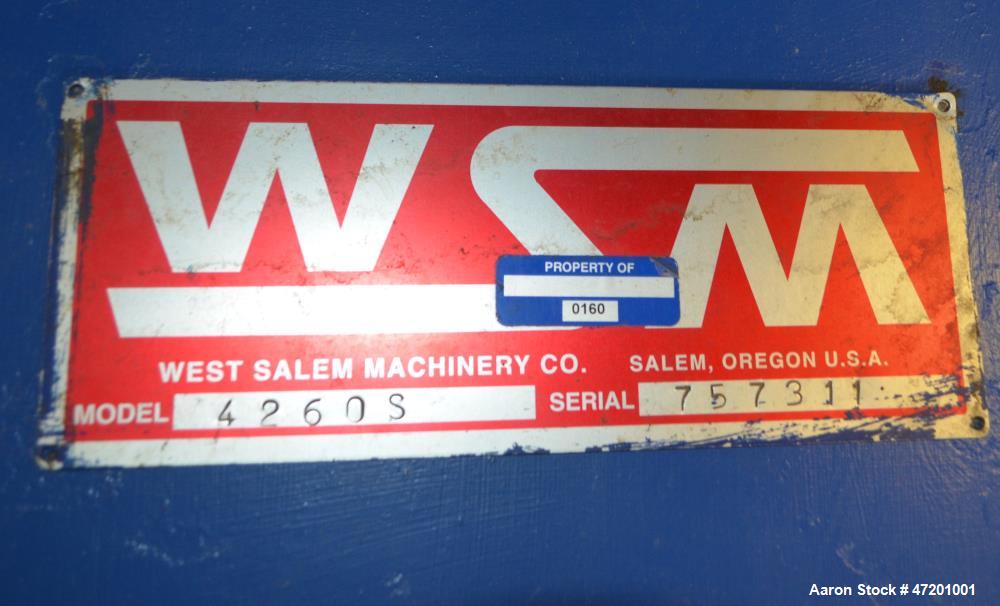 WSM
PROPERTY OF
0160
WEST SALEM MACHINERY CO. SALEM, OREGON U.S.A.
MODEL 4260S SERIAL 757311
Aaron Stock # 47201001